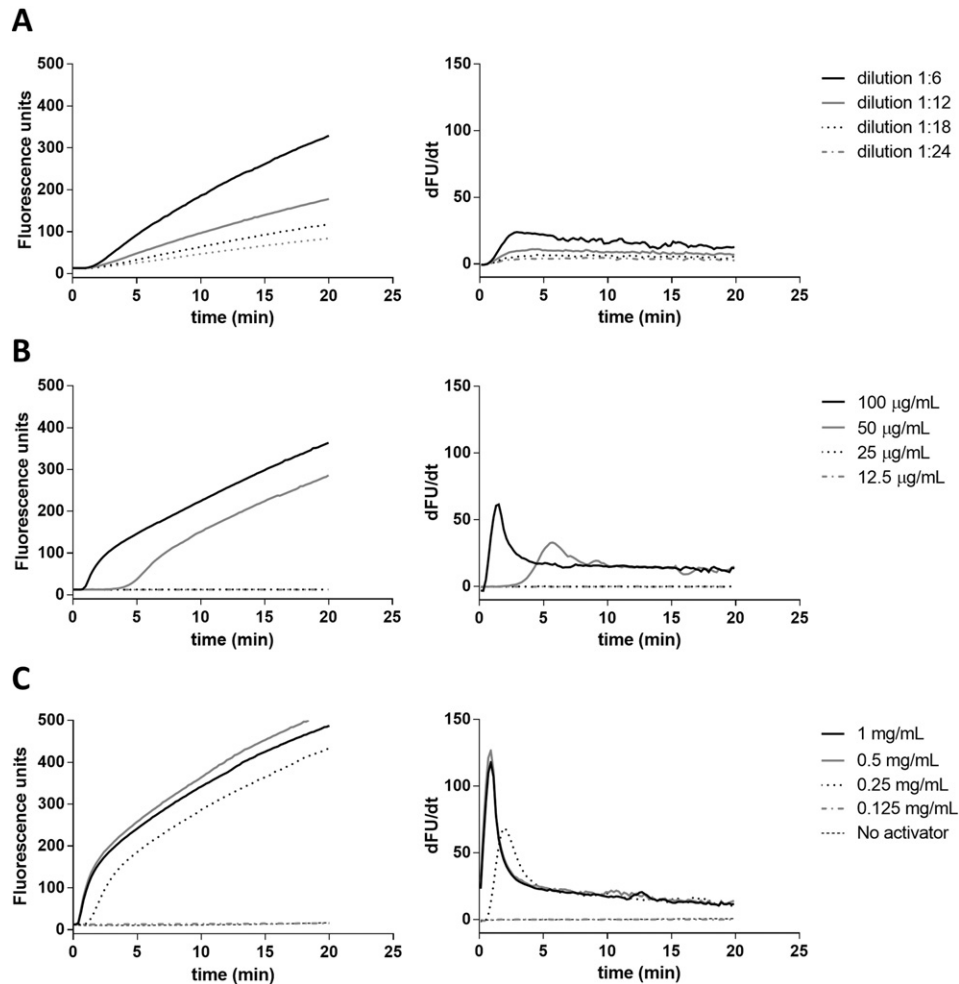 A
500
400
300
200
100
0
Fluorescence units
0 5 10 15 20 25
time (min)
150
100
50
0
dFU/dt
0 5 10 15 20 25
time (min)
dilution 1:6
dilution 1:12
dilution 1:18
dilution 1:24
B
500
400
300
200
100
0
Fluorescence units
0 5 10 15 20 25
time (min)
150
100
50
0
dFU/dt
0 5 10 15 20 25
time (min)
100 μg/mL
50 μg/mL
25 μg/mL
12.5 μg/mL
C
500
400
300
200
100
0
Fluorescence units
0 5 10 15 20 25
time (min)
150
100
50
0
dFU/dt
0 5 10 15 20 25
time (min)
1 mg/mL
0.5 mg/mL
0.25 mg/mL
0.125 mg/mL
No activator